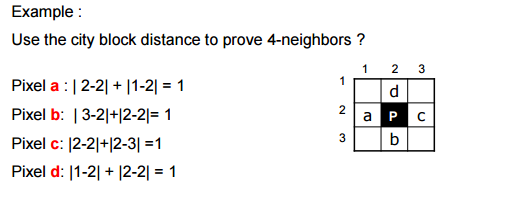 Example :
Use the city block distance to prove 4-neighbors ?
Pixel a : | 2-2| + |1-2| = 1
Pixel b: | 3-2|+|2-2|= 1
Pixel c: |2-2|+|2-3| =1
Pixel d: |1-2| + |2-2| = 1
1 2 3
1 d
2 a P c
3 b